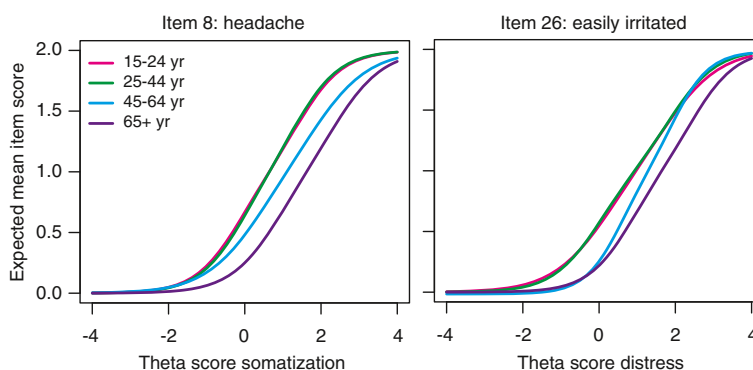 Item 8: headache
Item 26: easily irritated
Expected mean item score
2.0
1.5
1.0
0.5
0.0
15-24 yr
25-44 yr
45-64 yr
65+ yr
-4 -2 0 2 4
-4 -2 0 2 4
Theta score somatization
Theta score distress